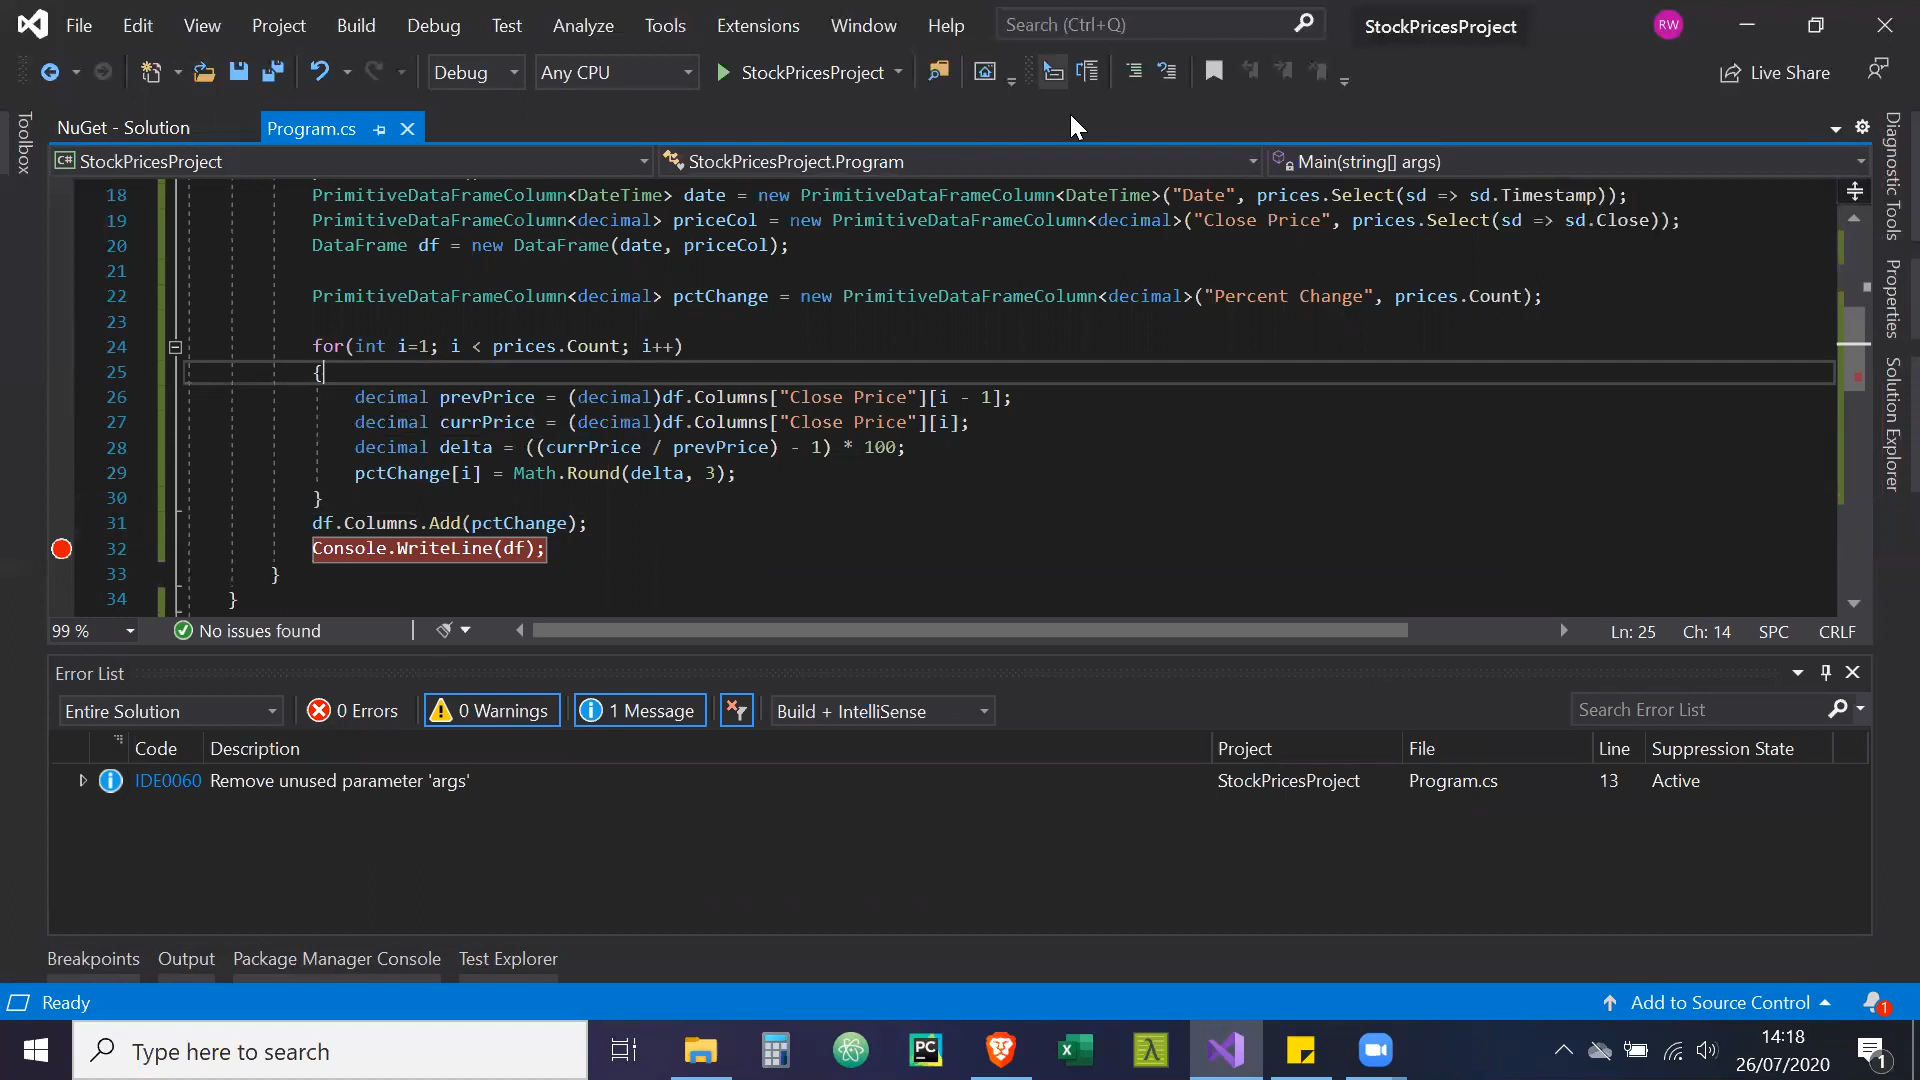 File Edit View Project Build Debug Test Analyze Tools Extensions Window Help Search (Ctrl+Q) StockPricesProject RW
Debug Any CPU StockPricesProject Live Share
NuGet - Solution Program.cs
C# StockPricesProject StockPricesProject.Program Main(string[] args)
Toolbox
Diagnostic Tools
Properties
Solution Explorer
18 PrimitiveDataFrameColumn<DateTime> date = new PrimitiveDataFrameColumn<DateTime>("Date", prices.Select(sd => sd.Timestamp));
19 PrimitiveDataFrameColumn<decimal> priceCol = new PrimitiveDataFrameColumn<decimal>("Close Price", prices.Select(sd => sd.Close));
20 DataFrame df = new DataFrame(date, priceCol);
21
22 PrimitiveDataFrameColumn<decimal> pctChange = new PrimitiveDataFrameColumn<decimal>("Percent Change", prices.Count);
23
24 for(int i=1; i < prices.Count; i++)
25 {
26 decimal prevPrice = (decimal)df.Columns["Close Price"][i - 1];
27 decimal currPrice = (decimal)df.Columns["Close Price"][i];
28 decimal delta = ((currPrice / prevPrice) - 1) * 100;
29 pctChange[i] = Math.Round(delta, 3);
30 }
31 df.Columns.Add(pctChange);
32 Console.WriteLine(df);
33 }
34 }
99 % No issues found Ln: 25 Ch: 14 SPC CRLF
Error List
Entire Solution 0 Errors 0 Warnings 1 Message Build + IntelliSense Search Error List
Code Description Project File Line Suppression State
IDE0060 Remove unused parameter 'args' StockPricesProject Program.cs 13 Active
Breakpoints Output Package Manager Console Test Explorer
Ready Add to Source Control 1
Type here to search PC 14:18
26/07/2020 1